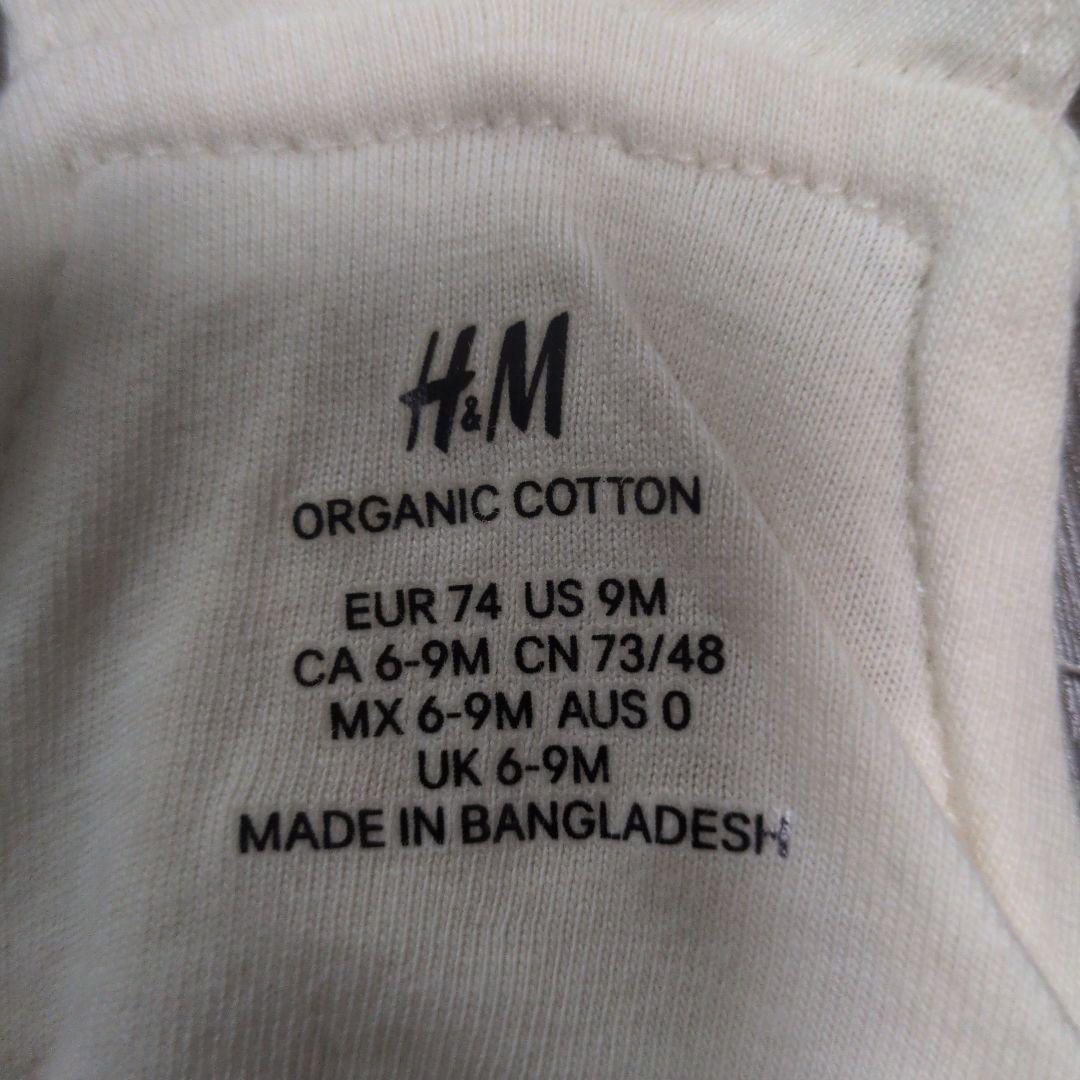 H&M
ORGANIC COTTON
EUR 74 US 9M
CA 6-9M CN 73/48
MX 6-9M AUS 0
UK 6-9M
MADE IN BANGLADESH